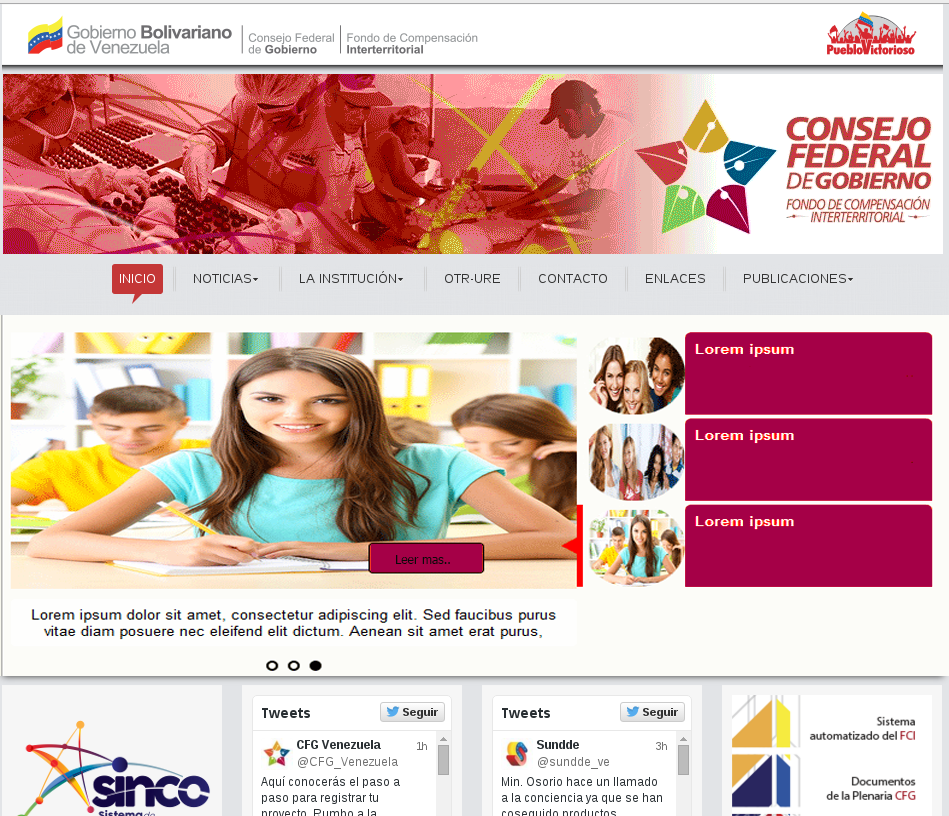 Gobierno Bolivariano
de Venezuela
Consejo Federal
de Gobierno
Fondo de Compensación
Interterritorial
PuebloVictorioso
CONSEJO
FEDERAL
DE GOBIERNO
FONDO DE COMPENSACIÓN
INTERTERRITORIAL
INICIO
NOTICIAS
LA INSTITUCIÓN
OTR-URE
CONTACTO
ENLACES
PUBLICACIONES
Lorem ipsum
Lorem ipsum
Lorem ipsum
Leer mas..
Lorem ipsum dolor sit amet, consectetur adipiscing elit. Sed faucibus purus
vitae diam posuere nec eleifend elit dictum. Aenean sit amet erat purus,
sinco
Sistema de
Tweets
Seguir
CFG Venezuela
1h
@CFG_Venezuela
Aquí conocerás el paso a
paso para registrar tu
proyecto. Rumbo a la
Tweets
Seguir
Sundde
3h
@sundde_ve
Min. Osorio hace un llamado
a la conciencia ya que se han
coseguido productos
Sistema
automatizado del FCI
Documentos
de la Plenaria CFG